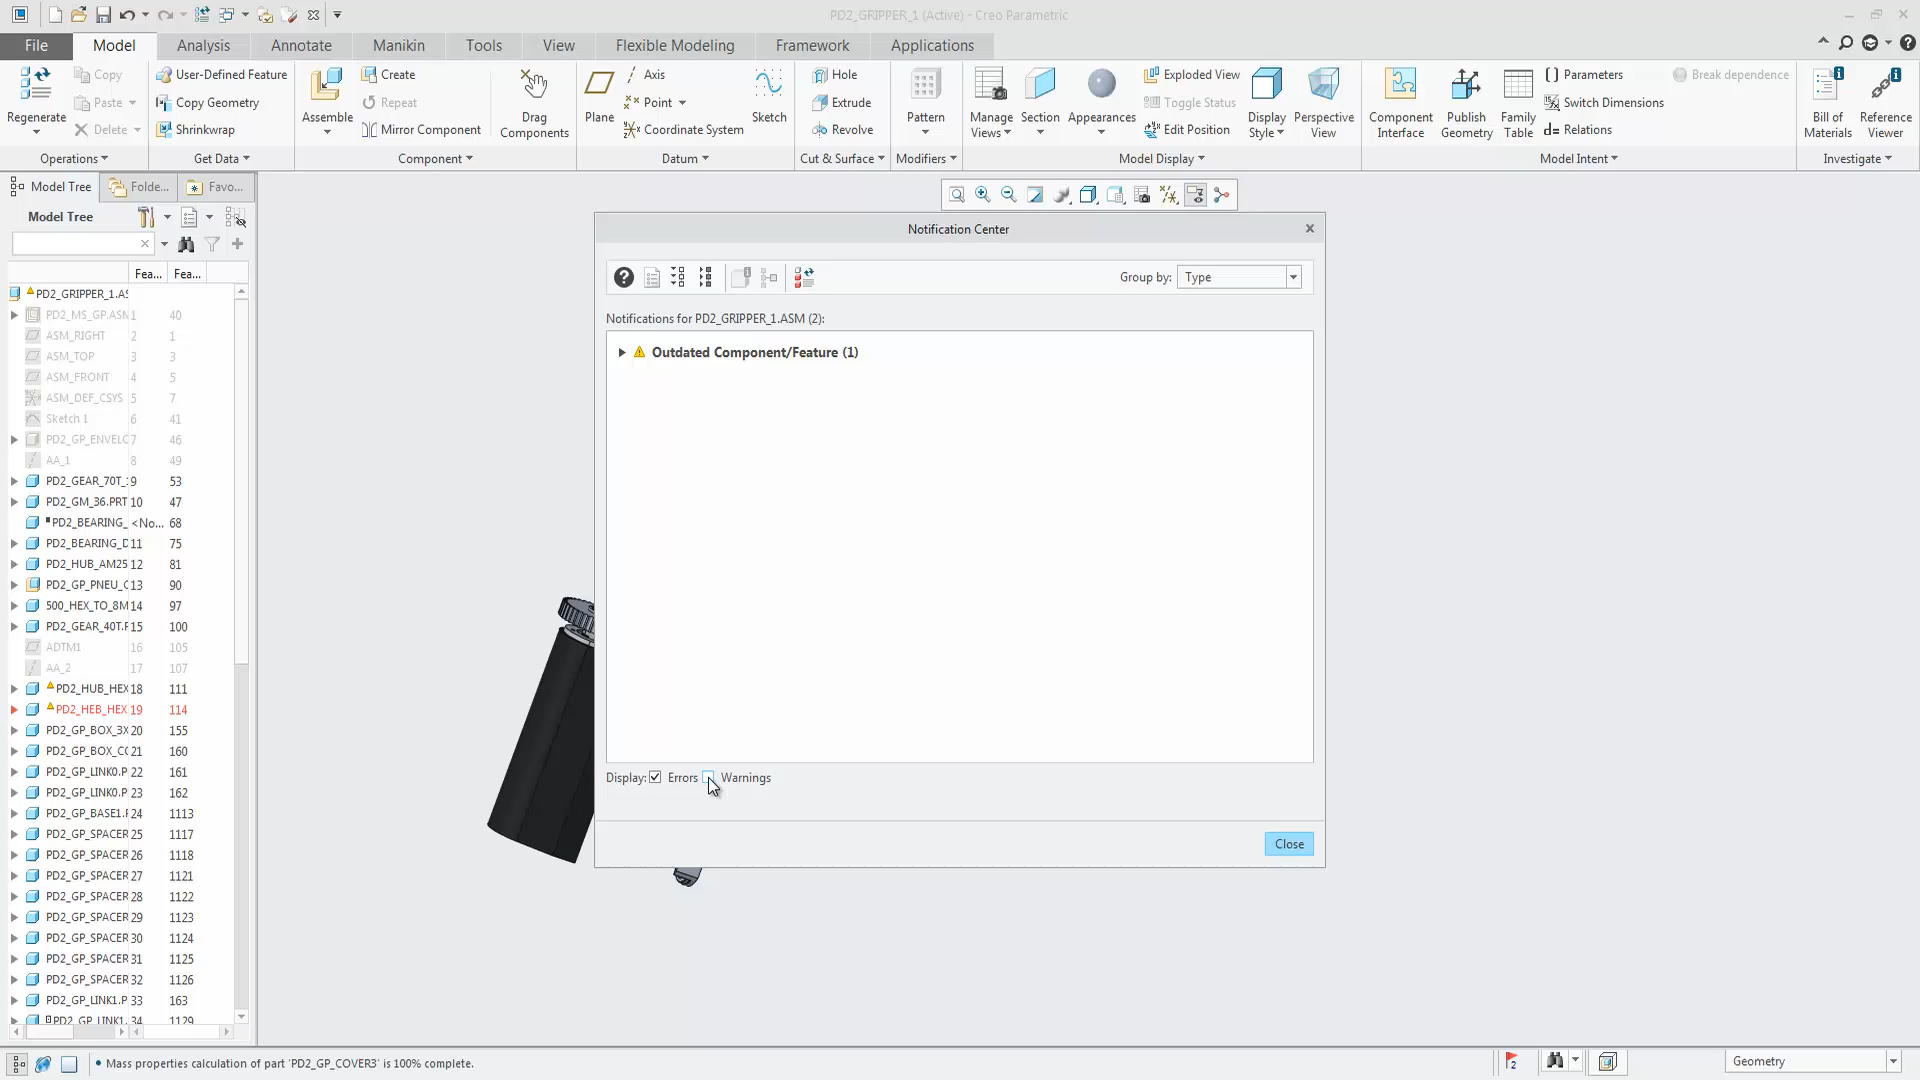 PD2_GRIPPER_1 (Active) - Creo Parametric
File
Model
Analysis
Annotate
Manikin
Tools
View
Flexible Modeling
Framework
Applications
Regenerate
Copy
Paste
Delete
Operations
User-Defined Feature
Copy Geometry
Shrinkwrap
Get Data
Assemble
Create
Repeat
Mirror Component
Drag
Components
Component
Plane
Axis
Point
Coordinate System
Sketch
Datum
Hole
Extrude
Revolve
Cut & Surface
Pattern
Modifiers
Manage
Views
Section
Appearances
Exploded View
Toggle Status
Edit Position
Display
Style
Perspective
View
Model Display
Component
Interface
Publish
Geometry
Family
Table
Parameters
Switch Dimensions
Relations
Model Intent
Break dependence
Bill of
Materials
Reference
Viewer
Investigate
Model Tree
Folde...
Favo...
Model Tree
Fea... Fea...
PD2_GRIPPER_1.AS
PD2_MS_GP.ASM 1 40
ASM_RIGHT 2 1
ASM_TOP 3 3
ASM_FRONT 4 5
ASM_DEF_CSYS 5 7
Sketch 1 6 41
PD2_GP_ENVELO 7 46
AA_1 8 49
PD2_GEAR_70T_ 9 53
PD2_GM_36.PRT 10 47
PD2_BEARING_ <No... 68
PD2_BEARING_D 11 75
PD2_HUB_AM25 12 81
PD2_GP_PNEU_C 13 90
500_HEX_TO_8M 14 97
PD2_GEAR_40T.P 15 100
ADTM1 16 105
AA_2 17 107
PD2_HUB_HEX 18 111
PD2_HEB_HEX 19 114
PD2_GP_BOX_3X 20 155
PD2_GP_BOX_CO 21 160
PD2_GP_LINK0.P 22 161
PD2_GP_LINK0.P 23 162
PD2_GP_BASE1.P 24 1113
PD2_GP_SPACER 25 1117
PD2_GP_SPACER 26 1118
PD2_GP_SPACER 27 1121
PD2_GP_SPACER 28 1122
PD2_GP_SPACER 29 1123
PD2_GP_SPACER 30 1124
PD2_GP_SPACER 31 1125
PD2_GP_SPACER 32 1126
PD2_GP_LINK1.P 33 163
PD2_GP_LINK1. 34 1129
Notification Center
Group by: Type
Notifications for PD2_GRIPPER_1.ASM (2):
Outdated Component/Feature (1)
Display: Errors Warnings
Close
• Mass properties calculation of part 'PD2_GP_COVER3' is 100% complete.
2
Geometry